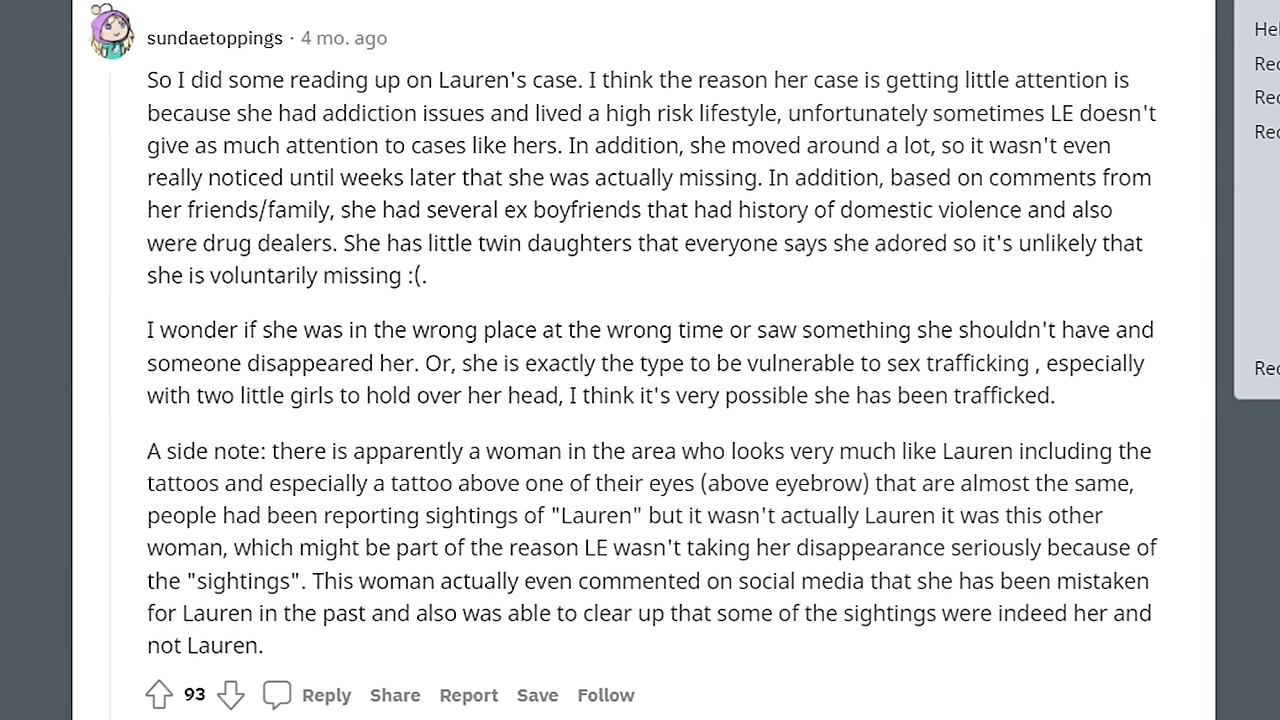 sundaetoppings · 4 mo. ago
So I did some reading up on Lauren's case. I think the reason her case is getting little attention is
because she had addiction issues and lived a high risk lifestyle, unfortunately sometimes LE doesn't
give as much attention to cases like hers. In addition, she moved around a lot, so it wasn't even
really noticed until weeks later that she was actually missing. In addition, based on comments from
her friends/family, she had several ex boyfriends that had history of domestic violence and also
were drug dealers. She has little twin daughters that everyone says she adored so it's unlikely that
she is voluntarily missing :(.
I wonder if she was in the wrong place at the wrong time or saw something she shouldn't have and
someone disappeared her. Or, she is exactly the type to be vulnerable to sex trafficking , especially
with two little girls to hold over her head, I think it's very possible she has been trafficked.
A side note: there is apparently a woman in the area who looks very much like Lauren including the
tattoos and especially a tattoo above one of their eyes (above eyebrow) that are almost the same,
people had been reporting sightings of "Lauren" but it wasn't actually Lauren it was this other
woman, which might be part of the reason LE wasn't taking her disappearance seriously because of
the "sightings". This woman actually even commented on social media that she has been mistaken
for Lauren in the past and also was able to clear up that some of the sightings were indeed her and
not Lauren.
93 Reply Share Report Save Follow
Hel
Rec
Rec
Rec
Rec